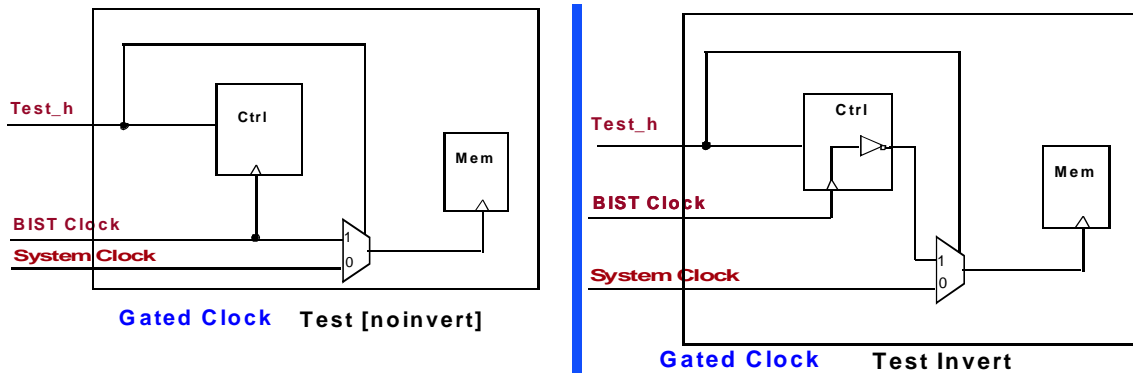 Test_h
Ctrl
Mem
BIST Clock
1
System Clock
0
Gated Clock Test [noinvert]
Ctrl
Test_h
Mem
BIST Clock
1
System Clock
0
Gated Clock Test Invert